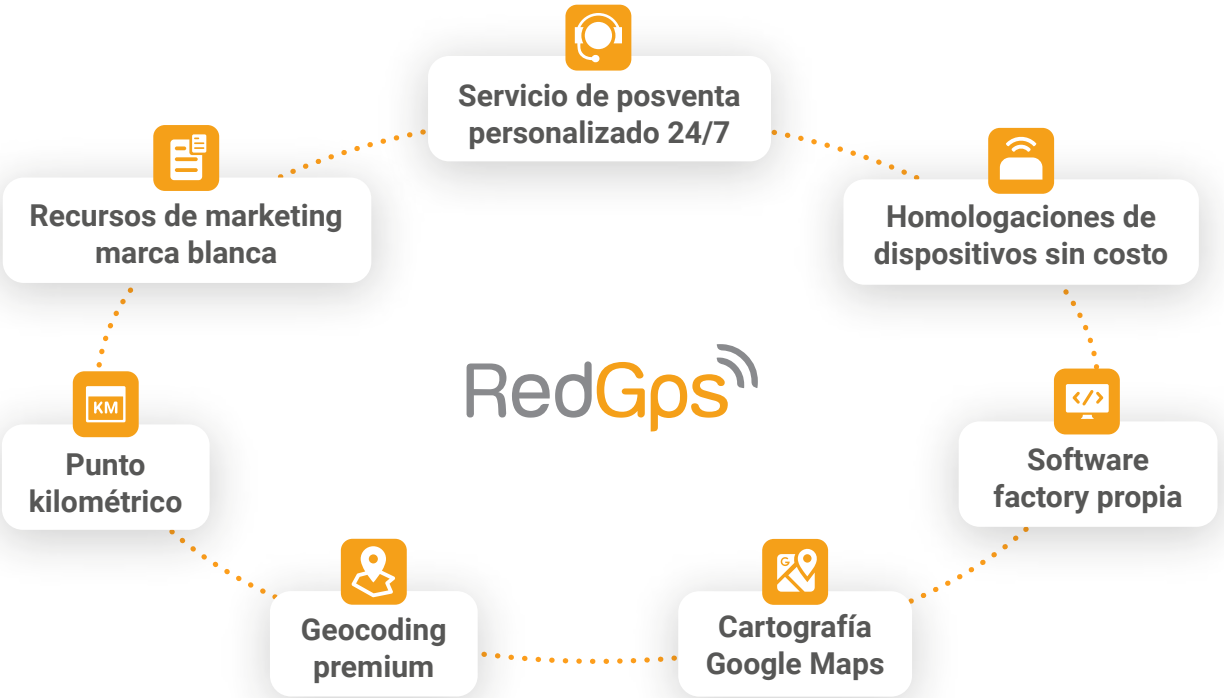 Servicio de posventa
personalizado 24/7
Recursos de marketing
marca blanca
Homologaciones de
dispositivos sin costo
RedGps
KM
Punto
kilométrico
</>
Software
factory propia
Geocoding
premium
G
Cartografía
Google Maps